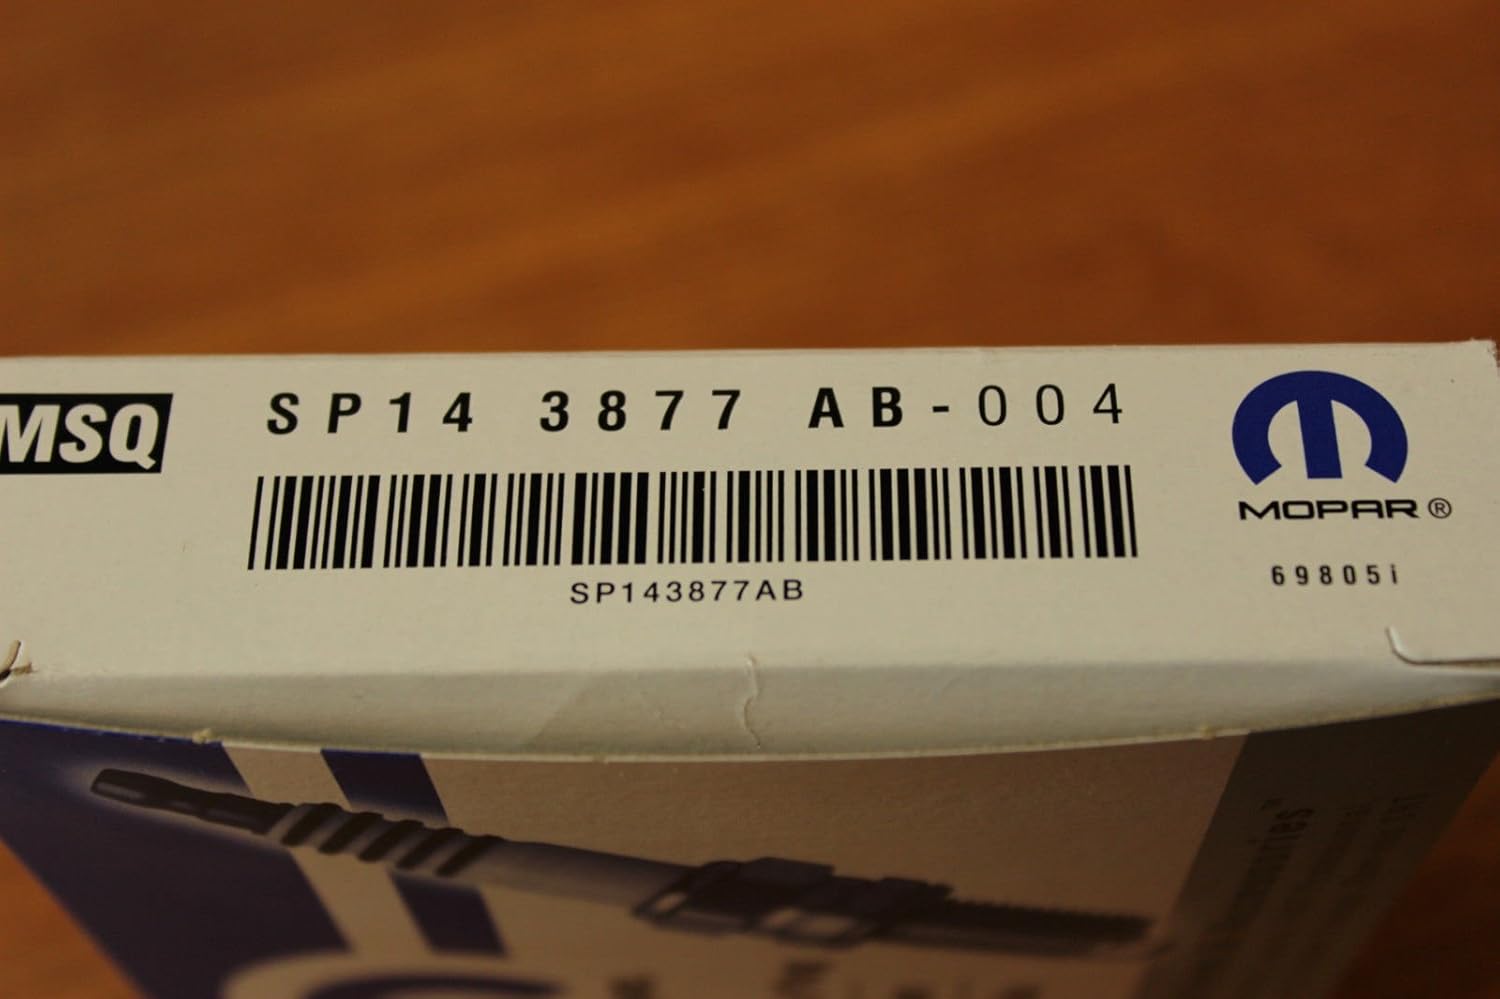 MSQ
SP14 3877 AB-004
SP143877AB
MOPAR®
69805i